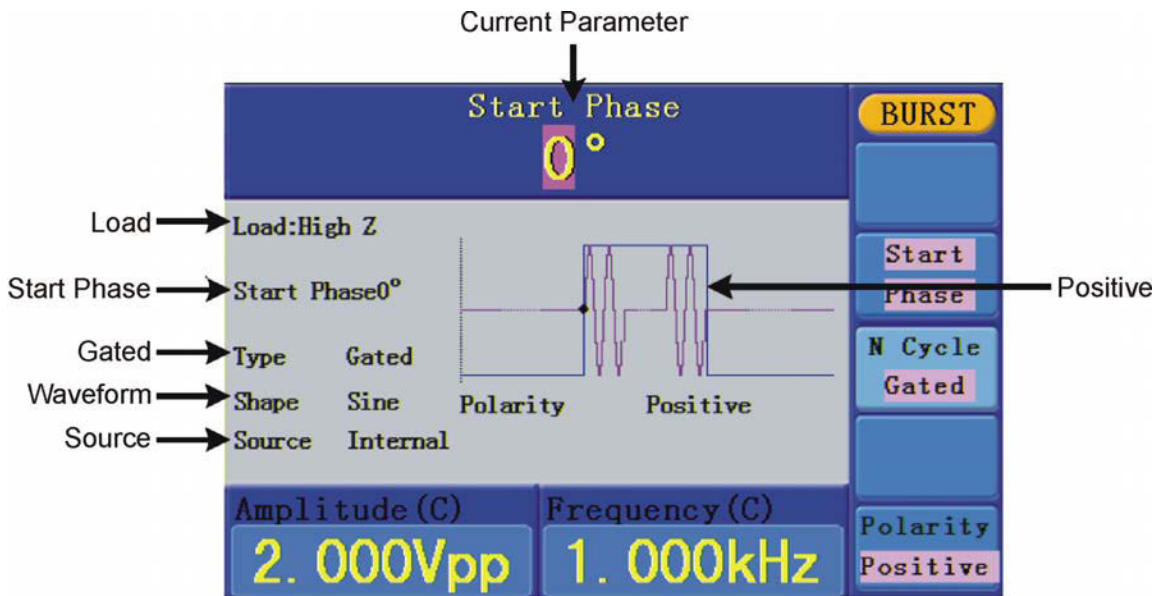 Current Parameter
Start Phase
0°
BURST
Load
Load:High Z
Start Phase
Start Phase0°
Gated
Type Gated
Waveform
Shape Sine
Source
Source Internal
Polarity Positive
Positive
Start
Phase
N Cycle
Gated
Polarity
Positive
Amplitude(C)
2.000Vpp
Frequency(C)
1.000kHz